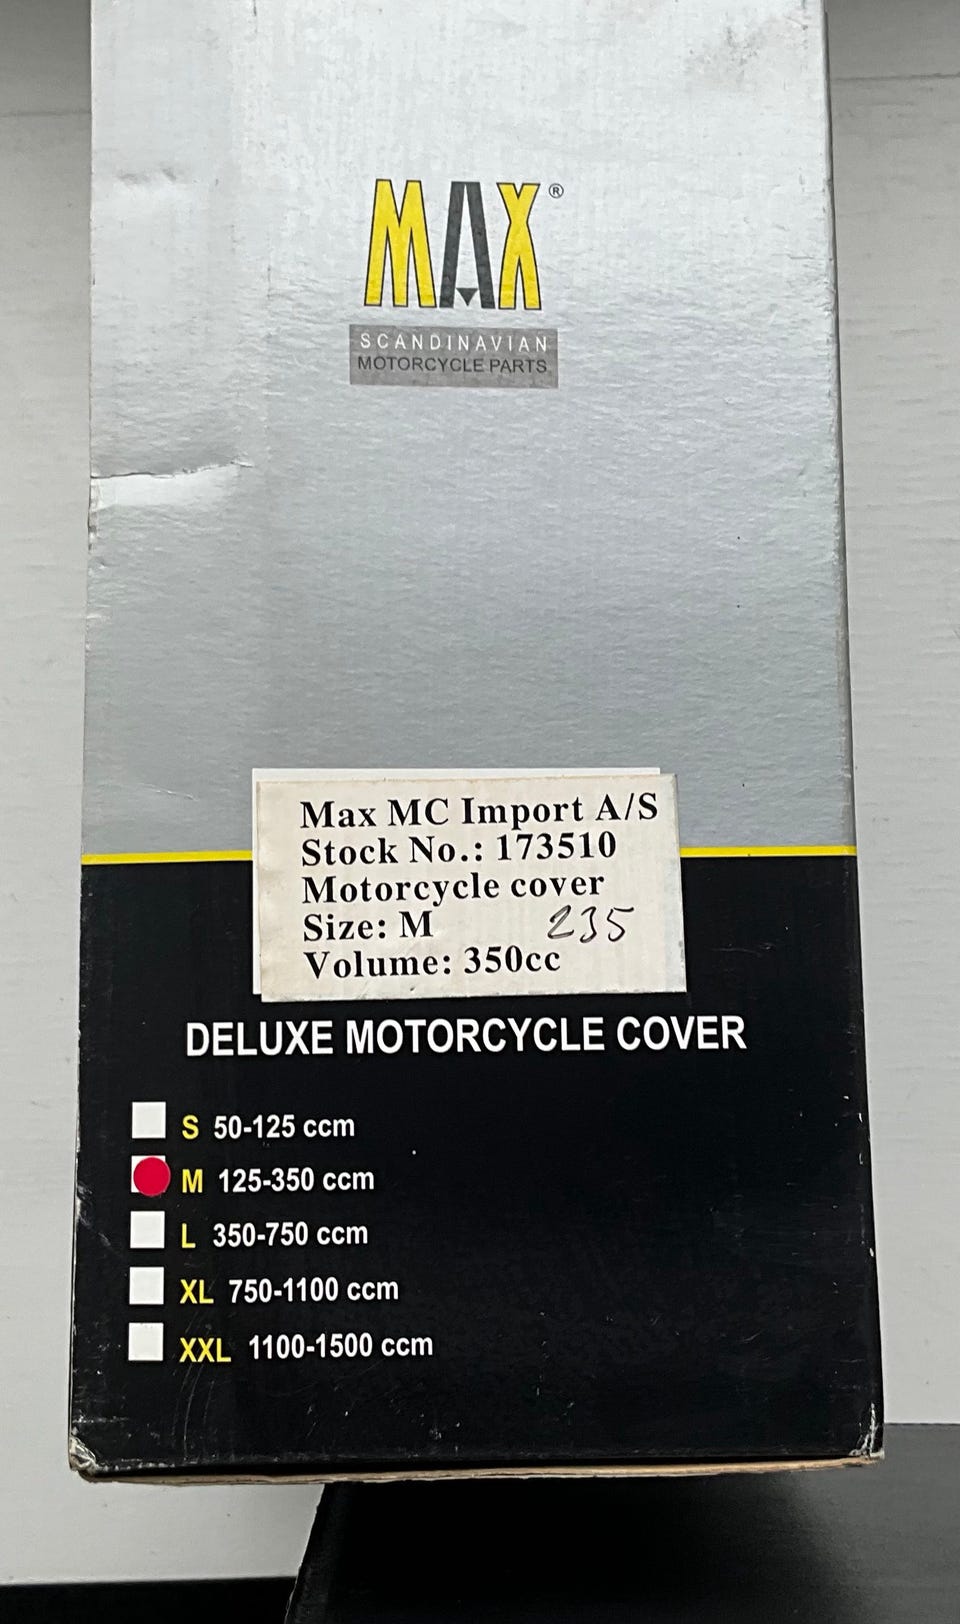 MAX®
SCANDINAVIAN
MOTORCYCLE PARTS
Max MC Import A/S
Stock No.: 173510
Motorcycle cover
Size: M 235
Volume: 350cc
DELUXE MOTORCYCLE COVER
S 50-125 ccm
M 125-350 ccm
L 350-750 ccm
XL 750-1100 ccm
XXL 1100-1500 ccm